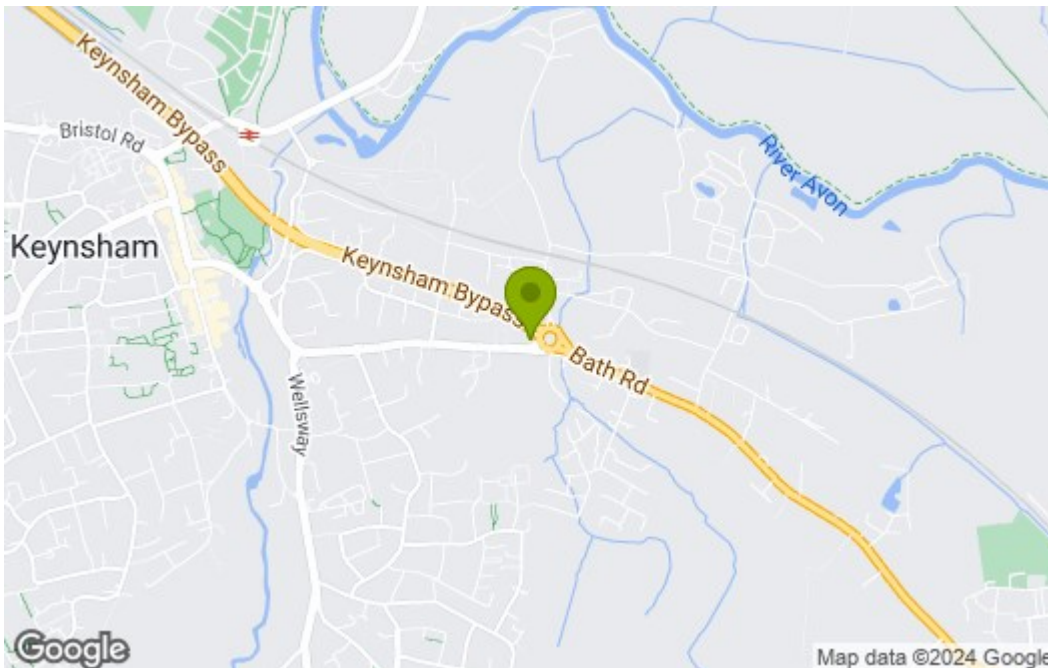 Keynsham Bypass
Bristol Rd
River Avon
Keynsham
Keynsham Bypass
Bath Rd
Wellsway
Google
Map data ©2024 Google